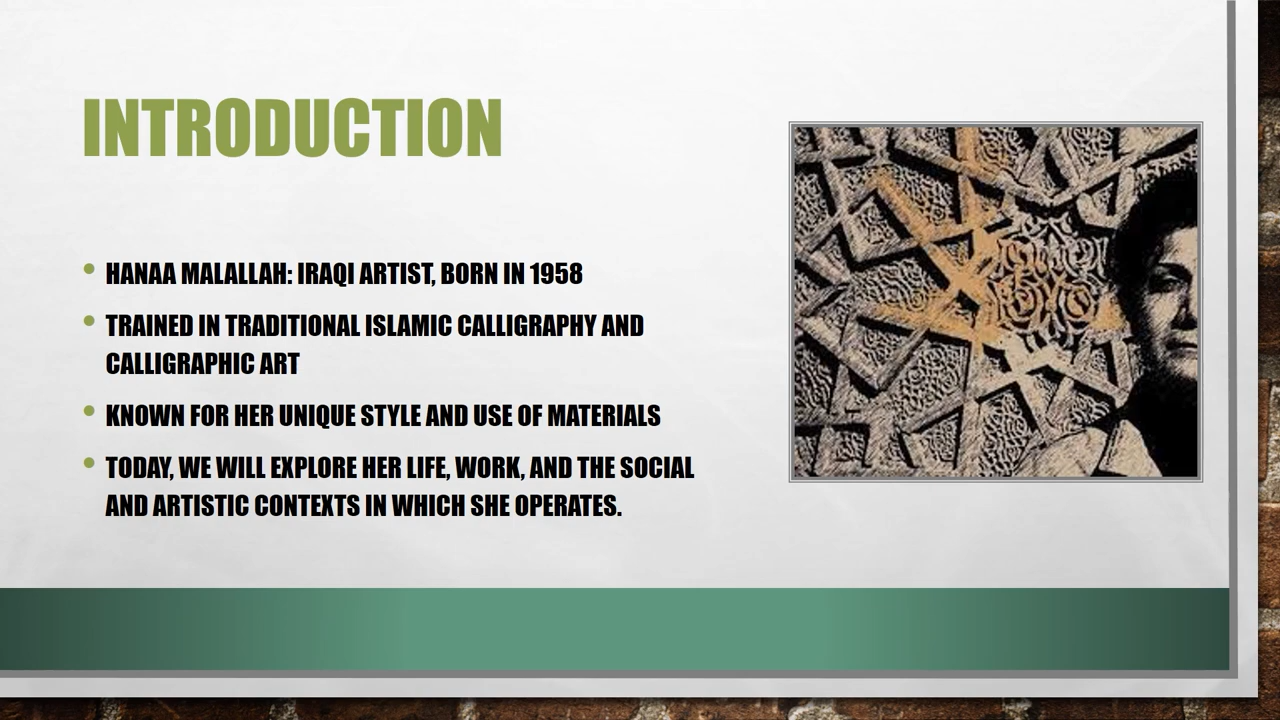 INTRODUCTION
• HANAA MALALLAH: IRAQI ARTIST, BORN IN 1958
• TRAINED IN TRADITIONAL ISLAMIC CALLIGRAPHY AND
CALLIGRAPHIC ART
• KNOWN FOR HER UNIQUE STYLE AND USE OF MATERIALS
• TODAY, WE WILL EXPLORE HER LIFE, WORK, AND THE SOCIAL
AND ARTISTIC CONTEXTS IN WHICH SHE OPERATES.